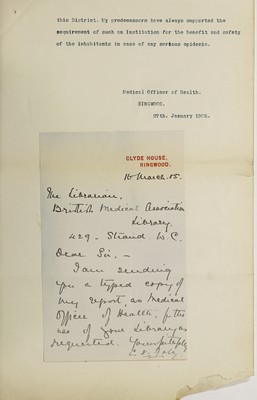 this District. My predecessors have always supported the
requirement of such an Institution for the benefit and safety
of the inhabitants in case of any serious epidemic.
Medical Officer of Health.
RINGWOOD.
27th. January 1905.
CLYDE HOUSE,
RINGWOOD.
16 March. 05.
The Librarian,
British Medical Association
Library,
429 - Strand W.C.
Dear Sir, -
I am sending
you a typed copy of
my report, as Medical
Officer of Health, for the
use of your Library as
requested. Yours